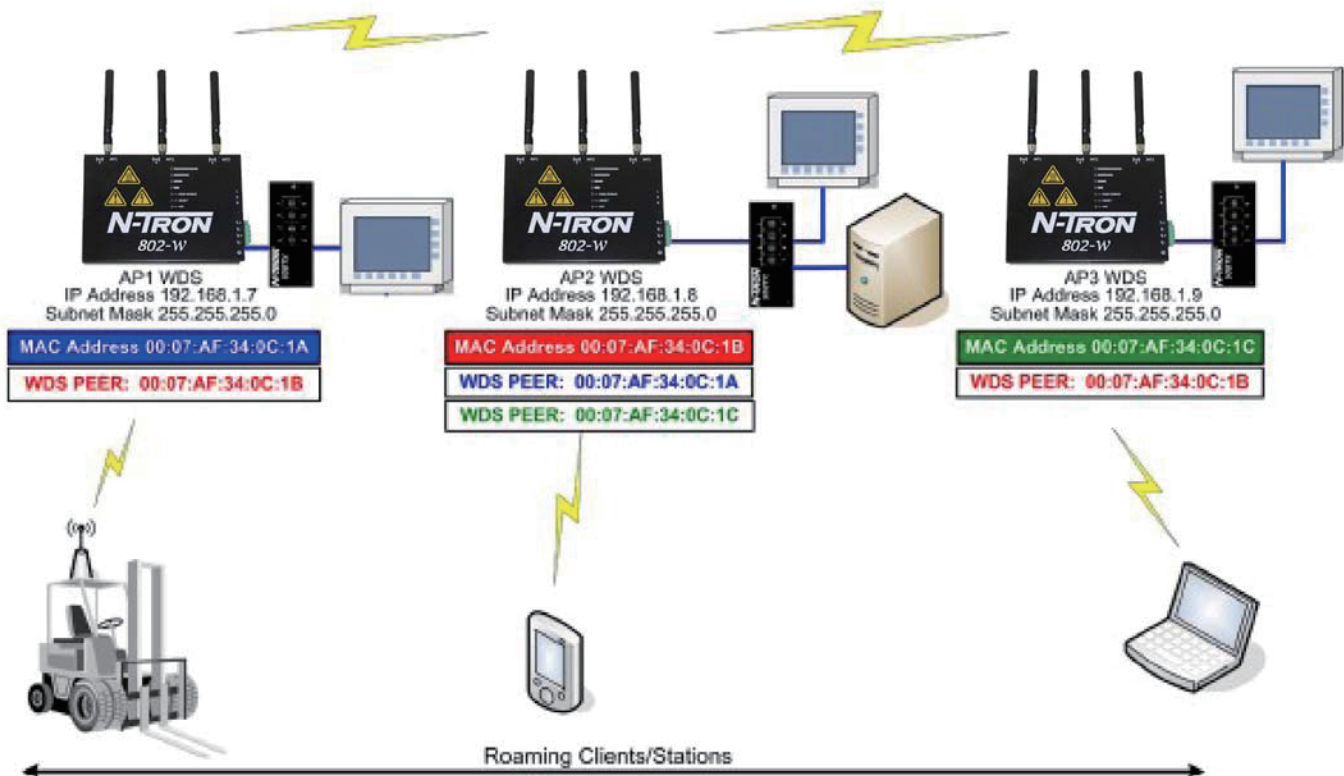 N-TRON
802-W
AP1 WDS
IP Address 192.168.1.7
Subnet Mask 255.255.255.0
MAC Address 00:07:AF:34:0C:1A
WDS PEER: 00:07:AF:34:0C:1B
N-TRON
802-W
AP2 WDS
IP Address 192.168.1.8
Subnet Mask 255.255.255.0
MAC Address 00:07:AF:34:0C:1B
WDS PEER: 00:07:AF:34:0C:1A
WDS PEER: 00:07:AF:34:0C:1C
N-TRON
802-W
AP3 WDS
IP Address 192.168.1.9
Subnet Mask 255.255.255.0
MAC Address 00:07:AF:34:0C:1C
WDS PEER: 00:07:AF:34:0C:1B
Roaming Clients/Stations